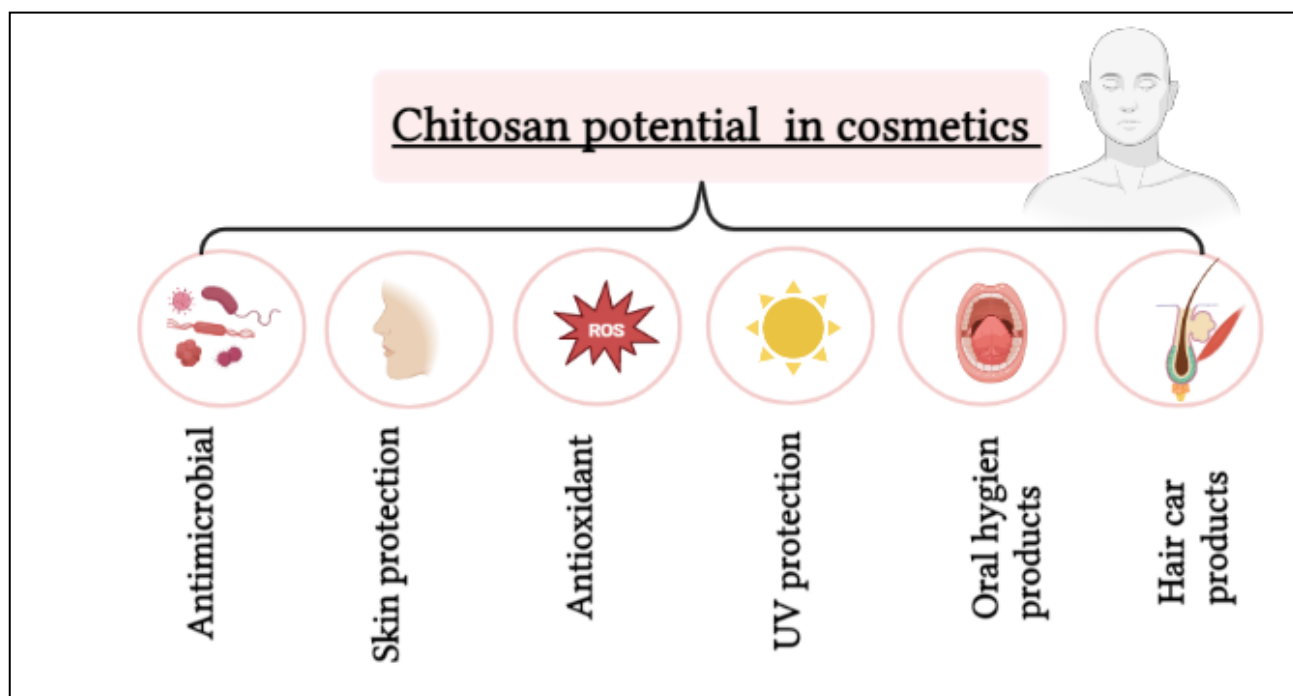 Chitosan potential in cosmetics
ROS
Antimicrobial
Skin protection
Antioxidant
UV protection
Oral hygien
products
Hair car
products